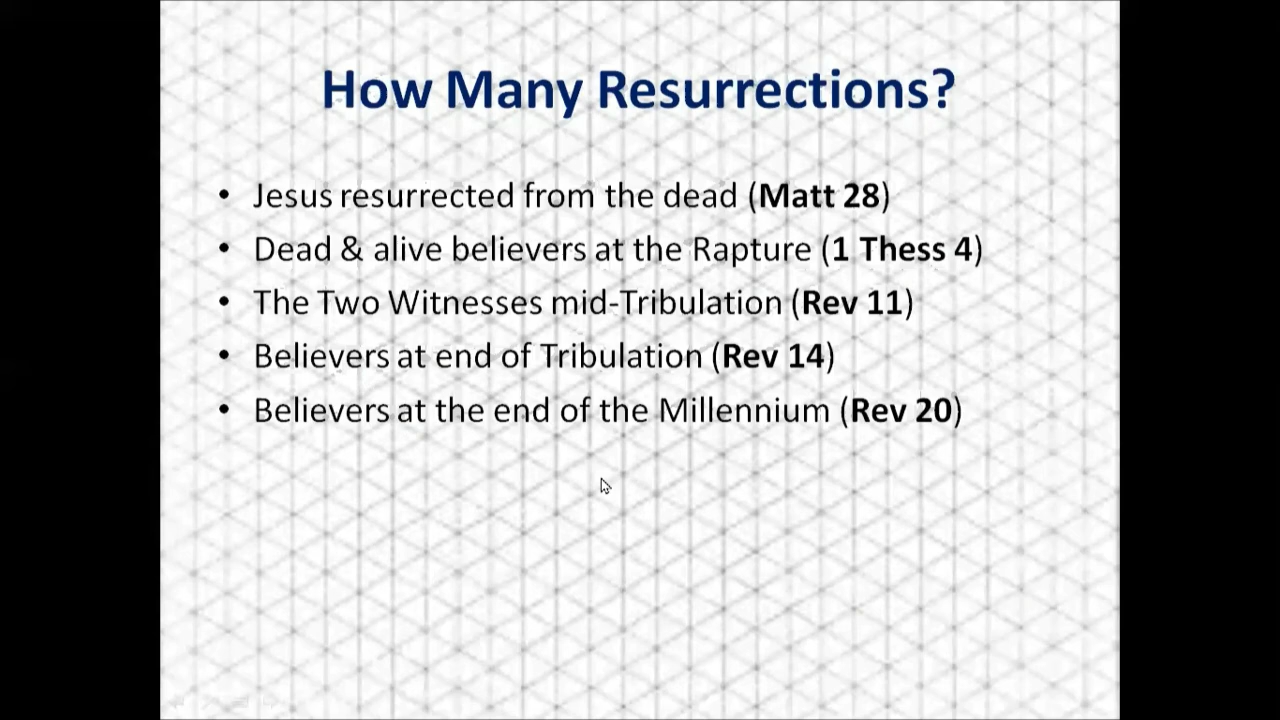 How Many Resurrections?
• Jesus resurrected from the dead (Matt 28)
• Dead & alive believers at the Rapture (1 Thess 4)
• The Two Witnesses mid-Tribulation (Rev 11)
• Believers at end of Tribulation (Rev 14)
• Believers at the end of the Millennium (Rev 20)